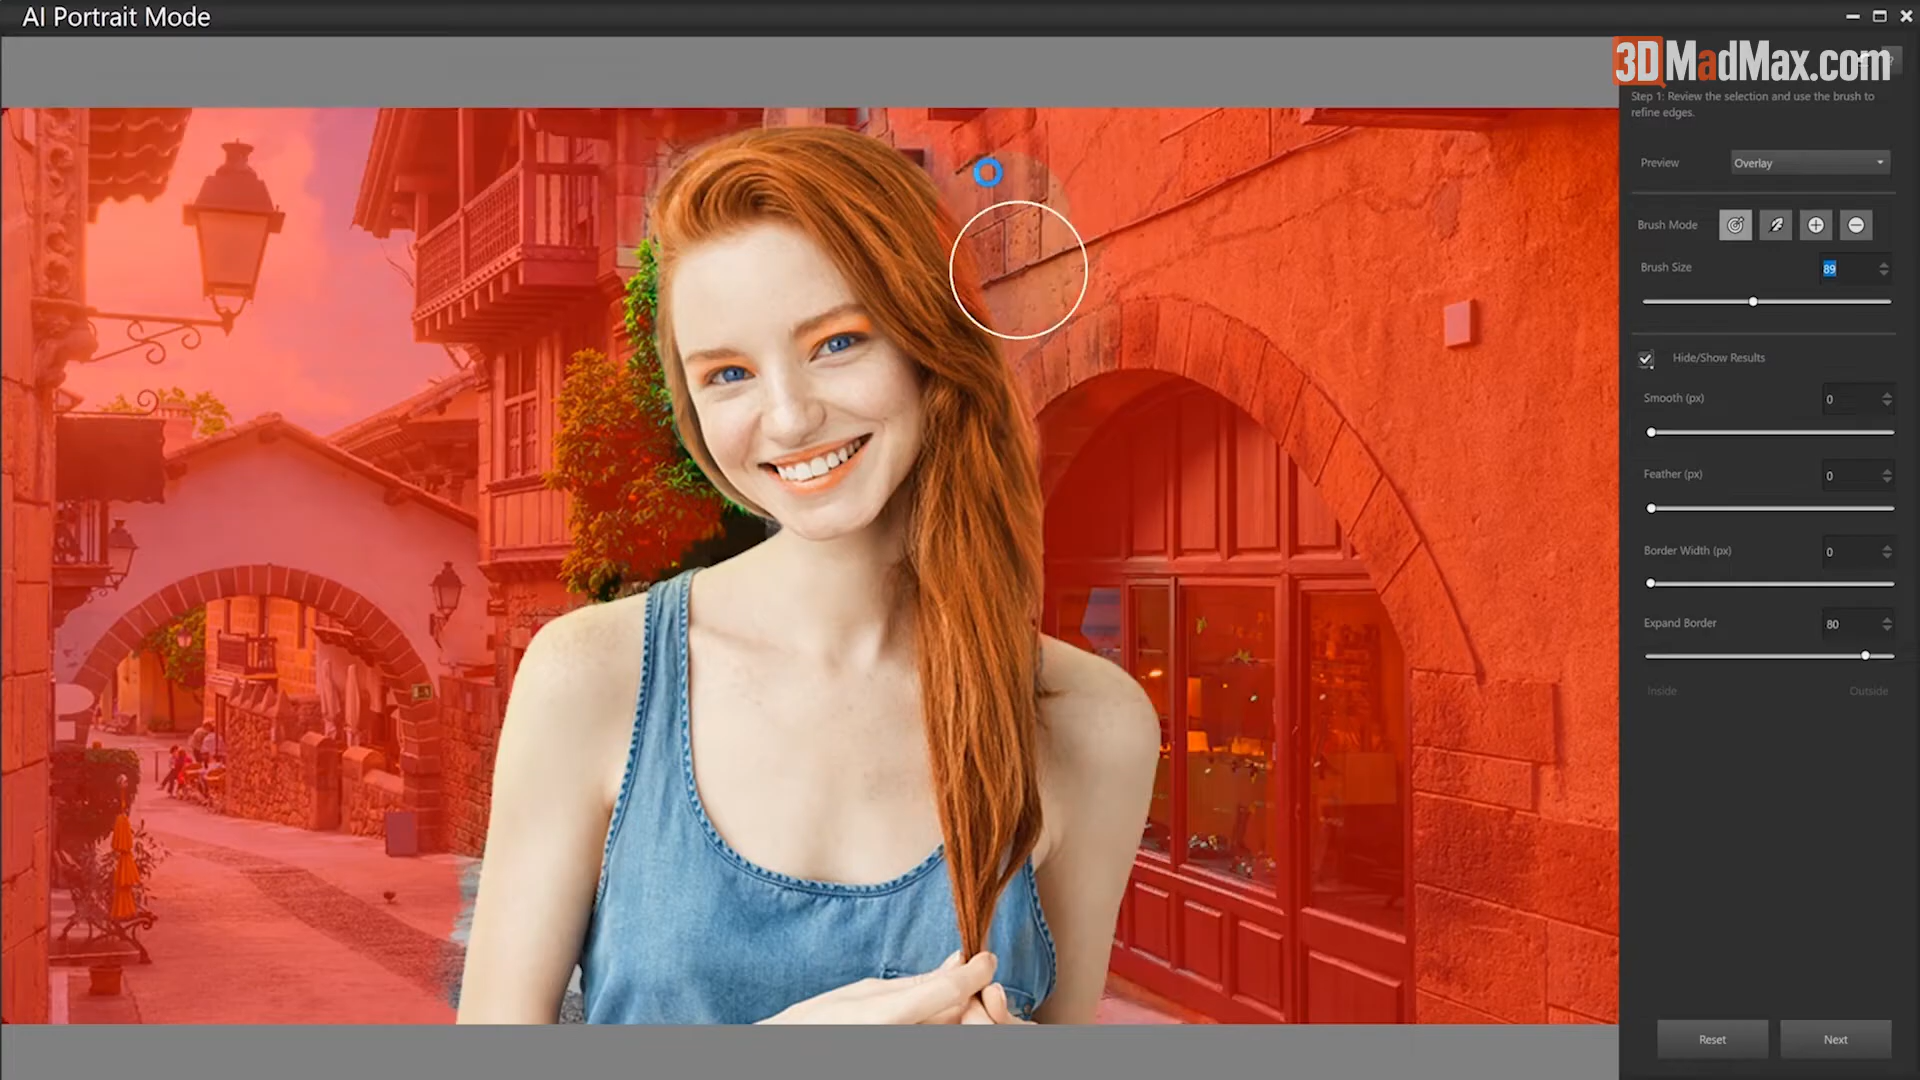 AI Portrait Mode
3DMadMax.com
Step 1: Review the selection and use the brush to
refine edges.
Preview
Overlay
Brush Mode
Brush Size
89
Hide/Show Results
Smooth (px)
0
Feather (px)
0
Border Width (px)
0
Expand Border
80
Inside
Outside
Reset
Next